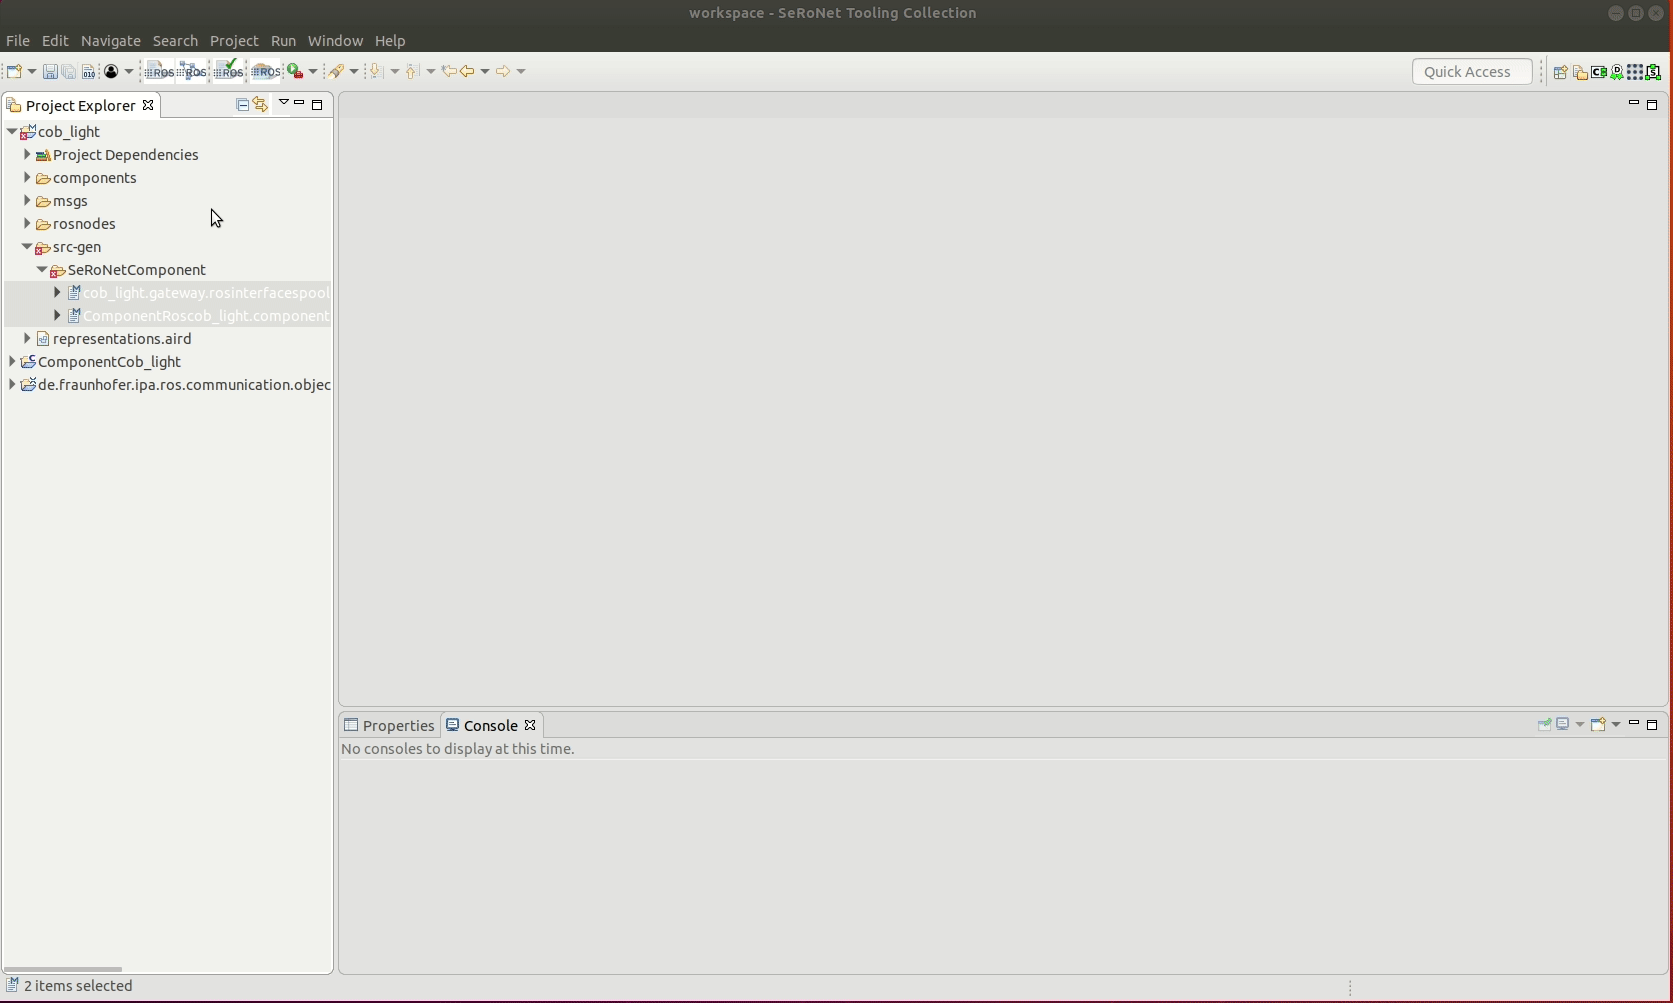 workspace - SeRoNet Tooling Collection
File Edit Navigate Search Project Run Window Help
010 ROS ROS ROS ROS Quick Access
Project Explorer
cob_light
Project Dependencies
components
msgs
rosnodes
src-gen
SeRoNetComponent
cob_light.gateway.rosinterfacespool
ComponentRoscob_light.component
representations.aird
ComponentCob_light
de.fraunhofer.ipa.ros.communication.objec
Properties Console
No consoles to display at this time.
2 items selected